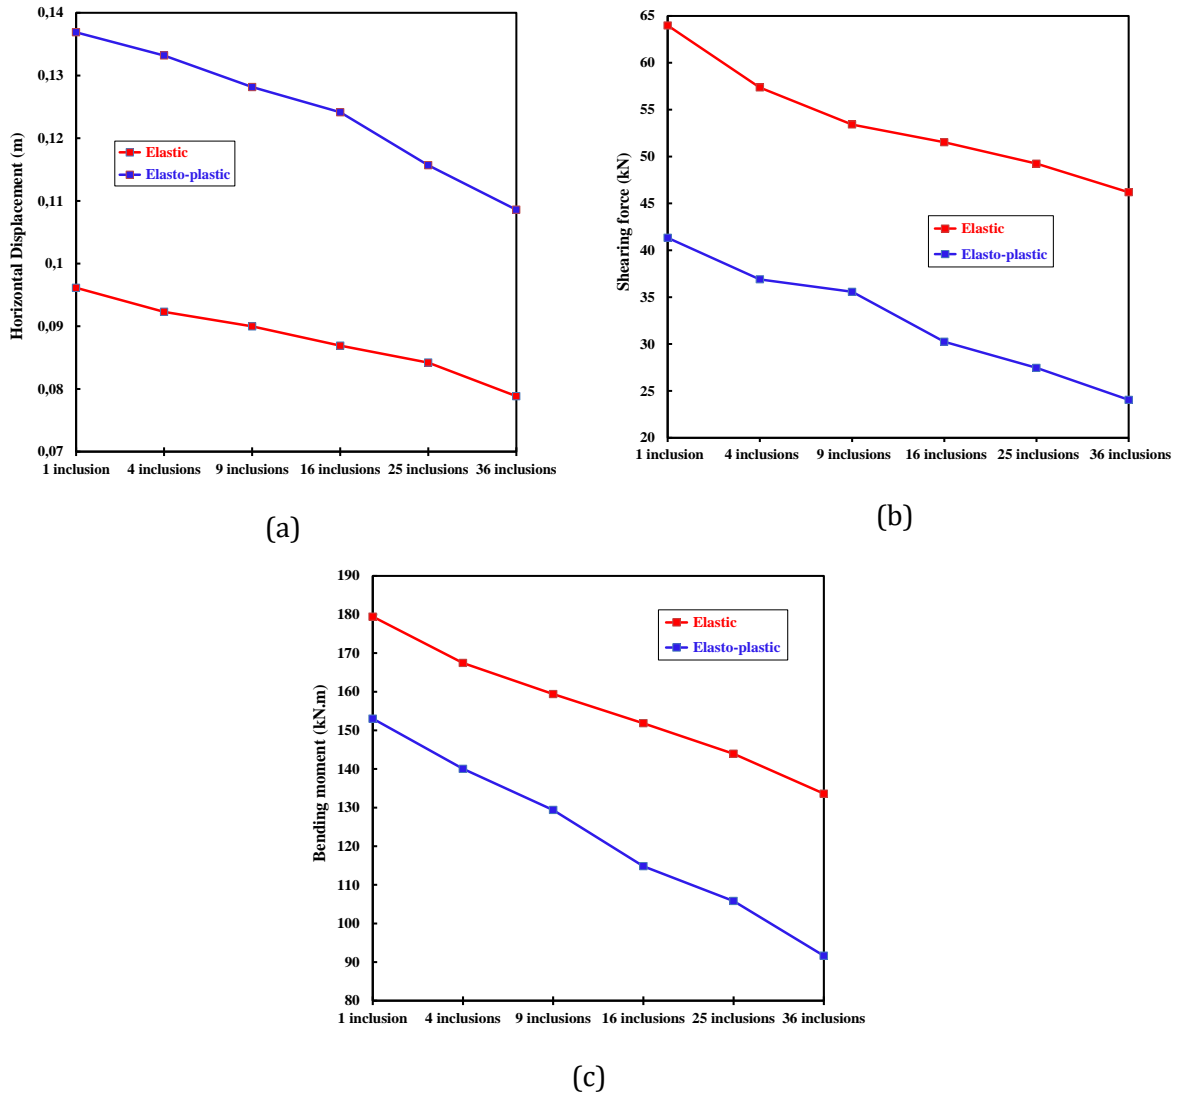 Horizontal Displacement (m)
0,14
0,13
0,12
0,11
0,1
0,09
0,08
0,07
Elastic
Elasto-plastic
1 inclusion 4 inclusions 9 inclusions 16 inclusions 25 inclusions 36 inclusions
(a)
Shearing force (kN)
65
60
55
50
45
40
35
30
25
20
Elastic
Elasto-plastic
1 inclusion 4 inclusions 9 inclusions 16 inclusions 25 inclusions 36 inclusions
(b)
Bending moment (kN.m)
190
180
170
160
150
140
130
120
110
100
90
80
Elastic
Elasto-plastic
1 inclusion 4 inclusions 9 inclusions 16 inclusions 25 inclusions 36 inclusions
(c)